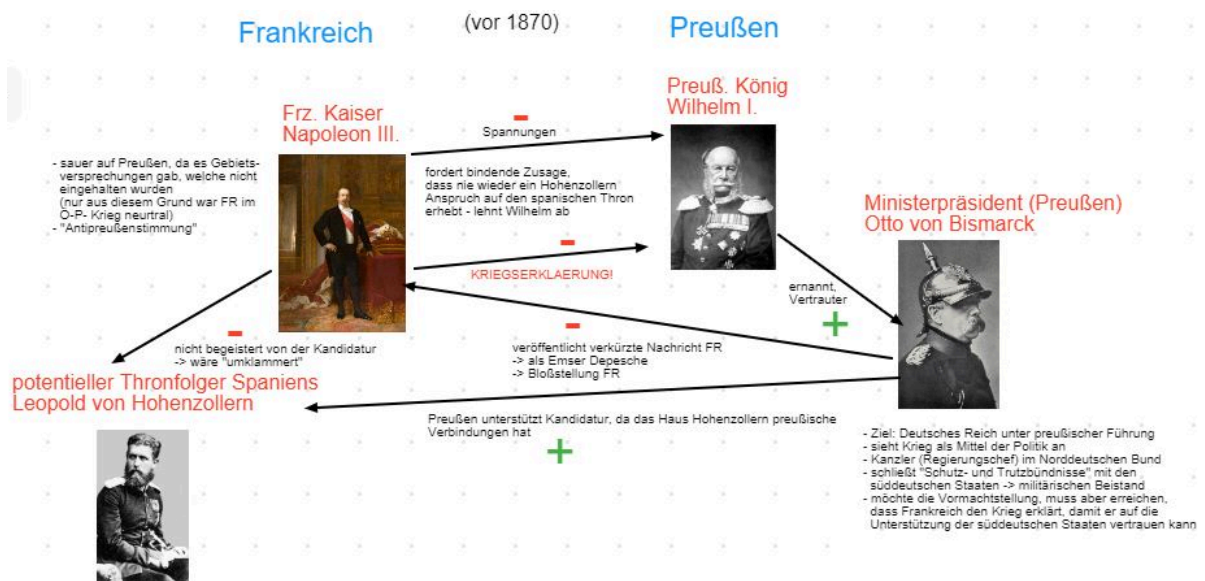 Frankreich
(vor 1870)
Preußen
Frz. Kaiser
Napoleon III.
Preuß. König
Wilhelm I.
-
Spannungen
- sauer auf Preußen, da es Gebiets-
versprechungen gab, welche nicht
eingehalten wurden
(nur aus diesem Grund war FR im
Ö-P- Krieg neurtral)
- "Antipreußenstimmung"
fordert bindende Zusage,
dass nie wieder ein Hohenzollern
Anspruch auf den spanischen Thron
erhebt - lehnt Wilhelm ab
-
KRIEGSERKLAERUNG!
Ministerpräsident (Preußen)
Otto von Bismarck
ernannt,
Vertrauter
+
-
nicht begeistert von der Kandidatur
-> wäre "umklammert"
-
veröffentlicht verkürzte Nachricht FR
-> als Emser Depesche
-> Bloßstellung FR
potentieller Thronfolger Spaniens
Leopold von Hohenzollern
Preußen unterstützt Kandidatur, da das Haus Hohenzollern preußische
Verbindungen hat
+
- Ziel: Deutsches Reich unter preußischer Führung
- sieht Krieg als Mittel der Politik an
- Kanzler (Regierungschef) im Norddeutschen Bund
- schließt "Schutz- und Trutzbündnisse" mit den
süddeutschen Staaten -> militärischen Beistand
- möchte die Vormachtstellung, muss aber erreichen,
dass Frankreich den Krieg erklärt, damit er auf die
Unterstützung der süddeutschen Staaten vertrauen kann